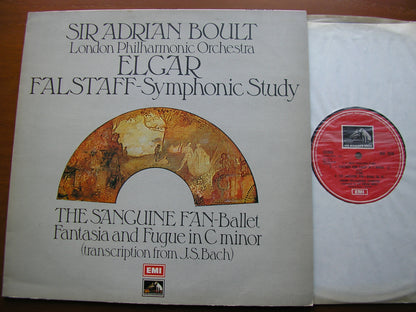 SIR ADRIAN BOULT
London Philharmonic Orchestra
ELGAR
FALSTAFF-Symphonic Study
THE SANGUINE FAN-Ballet
Fantasia and Fugue in C minor
(transcription from J.S. Bach)
EMI
EMI